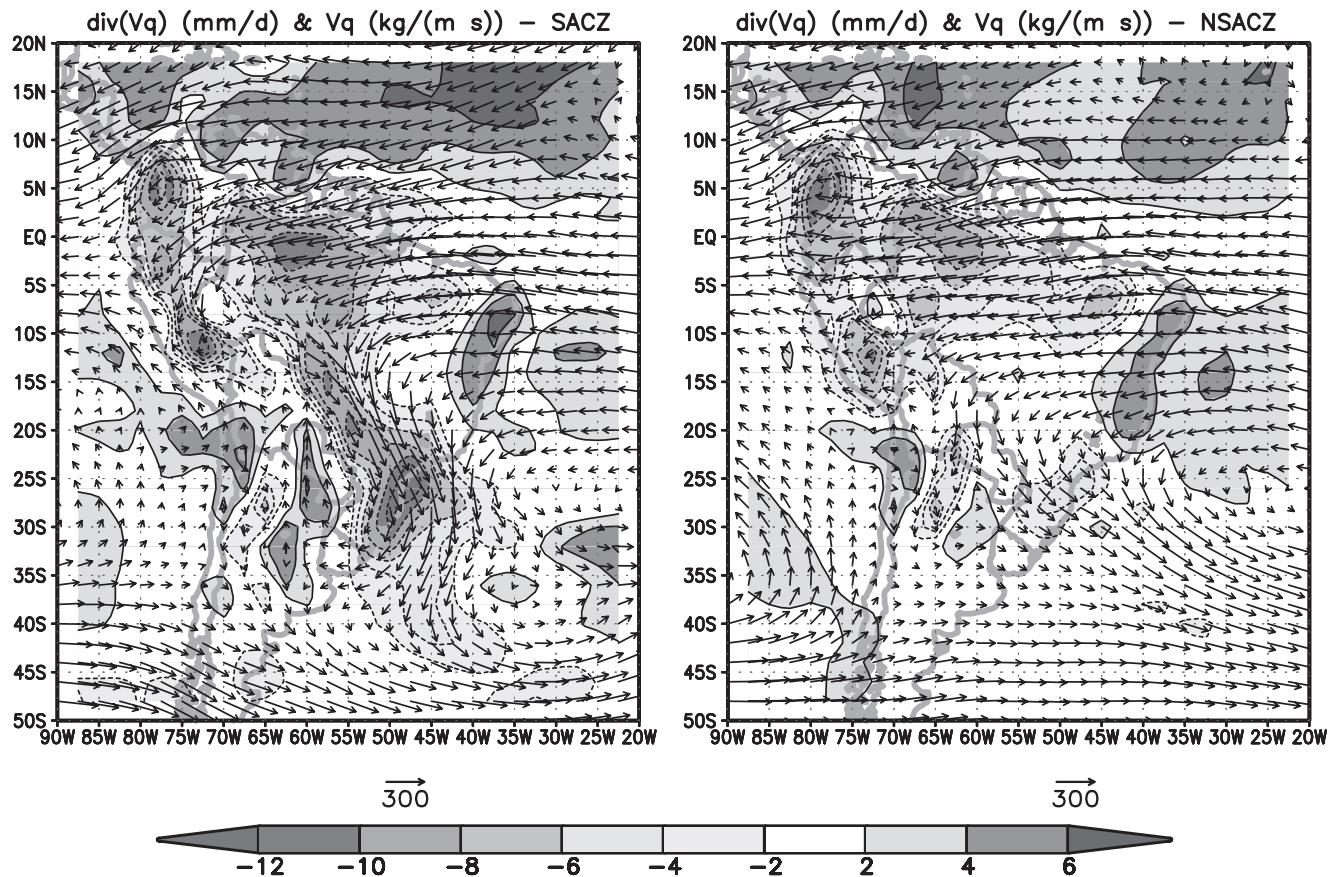 div(Vq) (mm/d) & Vq (kg/(m s)) – SACZ
div(Vq) (mm/d) & Vq (kg/(m s)) – NSACZ
20N
15N
10N
5N
EQ
5S
10S
15S
20S
25S
30S
35S
40S
45S
50S
90W 85W 80W 75W 70W 65W 60W 55W 50W 45W 40W 35W 30W 25W 20W
20N
15N
10N
5N
EQ
5S
10S
15S
20S
25S
30S
35S
40S
45S
50S
90W 85W 80W 75W 70W 65W 60W 55W 50W 45W 40W 35W 30W 25W 20W
300
300
−12 −10 −8 −6 −4 −2 2 4 6